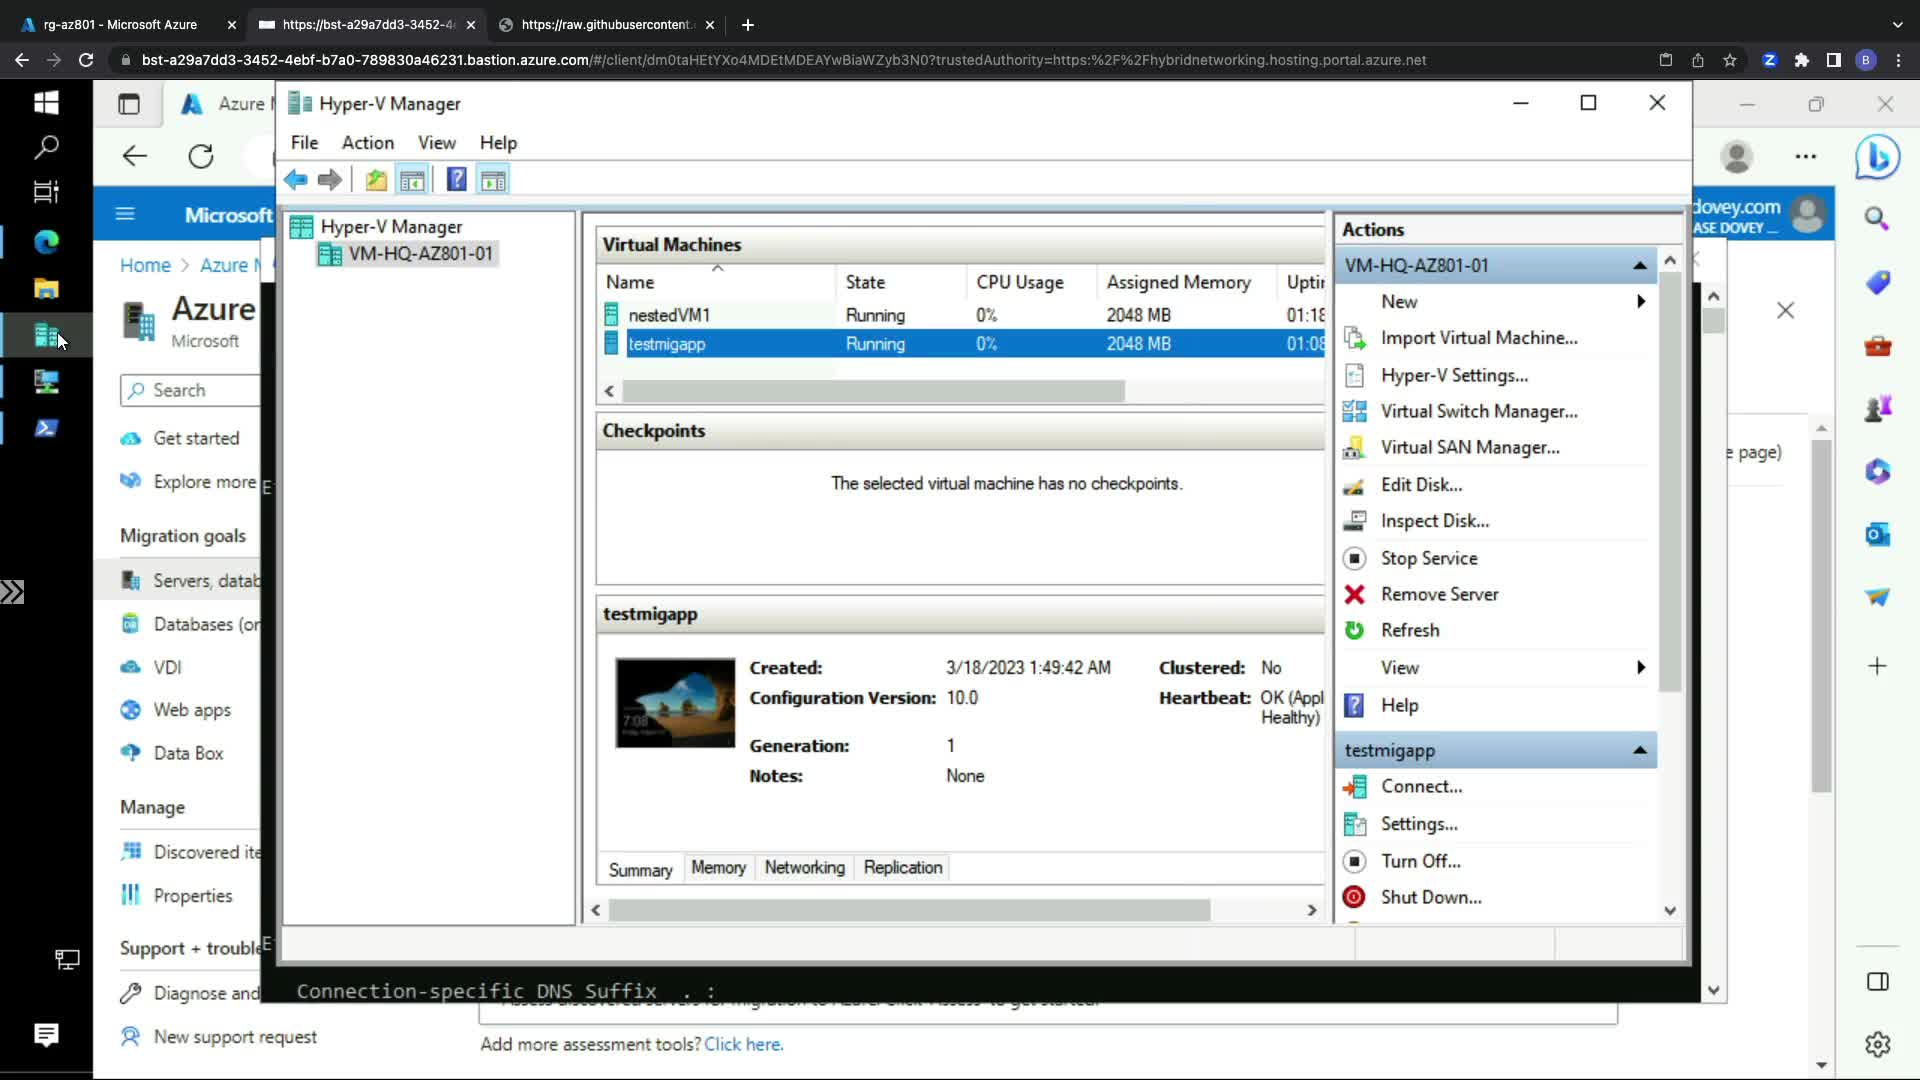 rg-az801 - Microsoft Azure
https://bst-a29a7dd3-3452-4e
https://raw.githubusercontent.
bst-a29a7dd3-3452-4ebf-b7a0-789830a46231.bastion.azure.com/#/client/dm0taHEtYXo4MDEtMDEAYwBiaWZyb3N0?trustedAuthority=https:%2F%2Fhybridnetworking.hosting.portal.azure.net
B
Azure
Hyper-V Manager
File Action View Help
Microsoft
dovey.com
ASE DOVEY ...
Home > Azure
Azure
Microsoft
Search
Get started
Explore more
Migration goals
Servers, datab
Databases (or
VDI
Web apps
Data Box
Manage
Discovered ite
Properties
Support + trouble
Diagnose and
New support request
Hyper-V Manager
VM-HQ-AZ801-01
Virtual Machines
Name State CPU Usage Assigned Memory Uptir
nestedVM1 Running 0% 2048 MB 01:18
testmigapp Running 0% 2048 MB 01:08
Checkpoints
The selected virtual machine has no checkpoints.
testmigapp
7:08
Created: 3/18/2023 1:49:42 AM Clustered: No
Configuration Version: 10.0 Heartbeat: OK (Appl
Healthy)
Generation: 1
Notes: None
Summary Memory Networking Replication
Actions
VM-HQ-AZ801-01
New
Import Virtual Machine...
Hyper-V Settings...
Virtual Switch Manager...
Virtual SAN Manager...
Edit Disk...
Inspect Disk...
Stop Service
Remove Server
Refresh
View
Help
testmigapp
Connect...
Settings...
Turn Off...
Shut Down...
e page)
Connection-specific DNS Suffix . :
Add more assessment tools? Click here.